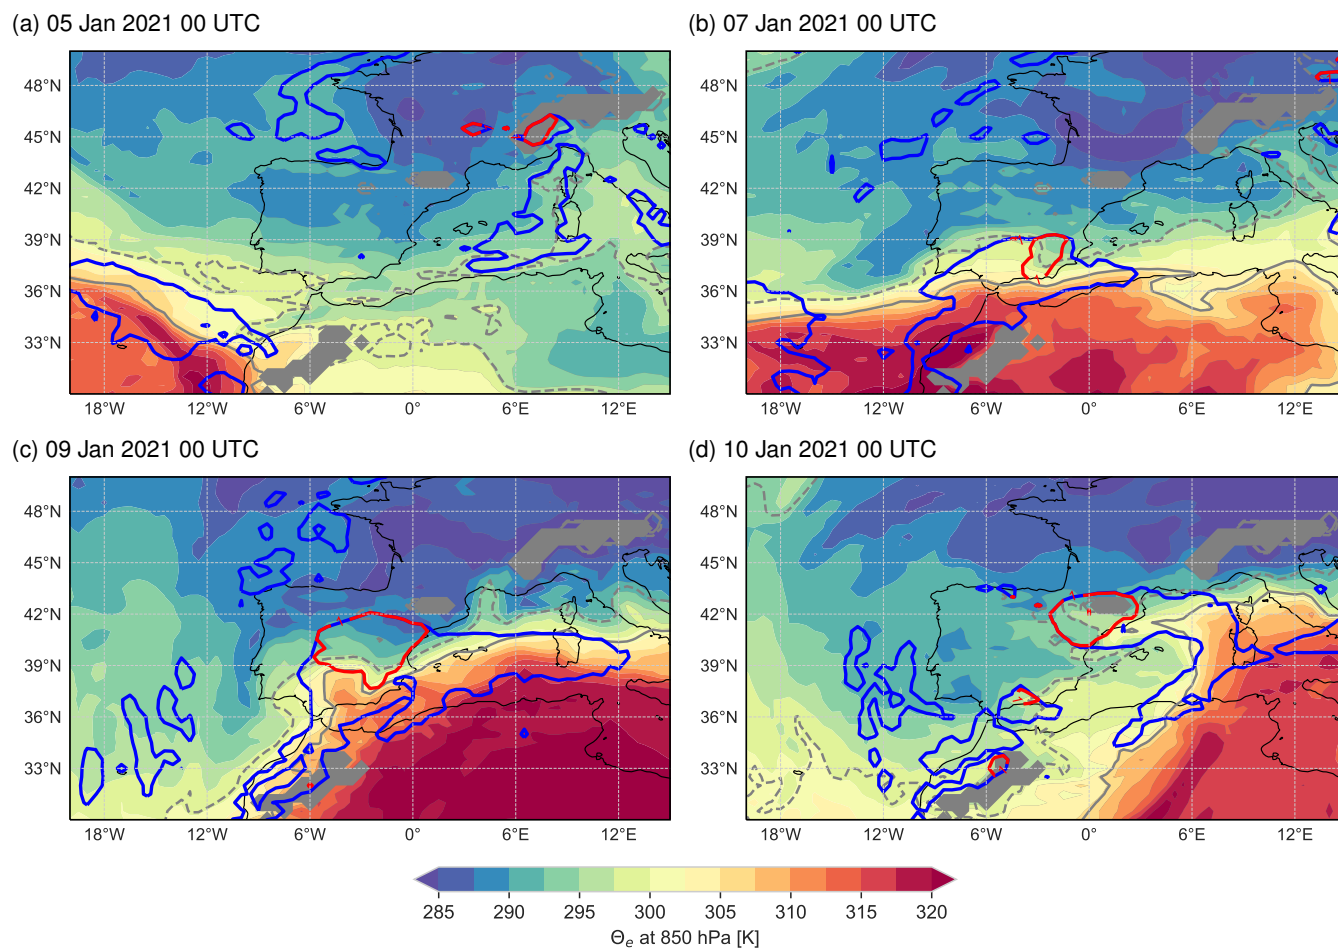 (a) 05 Jan 2021 00 UTC
(b) 07 Jan 2021 00 UTC
48°N
45°N
42°N
39°N
36°N
33°N
18°W 12°W 6°W 0° 6°E 12°E
48°N
45°N
42°N
39°N
36°N
33°N
18°W 12°W 6°W 0° 6°E 12°E
(c) 09 Jan 2021 00 UTC
(d) 10 Jan 2021 00 UTC
48°N
45°N
42°N
39°N
36°N
33°N
18°W 12°W 6°W 0° 6°E 12°E
48°N
45°N
42°N
39°N
36°N
33°N
18°W 12°W 6°W 0° 6°E 12°E
285 290 295 300 305 310 315 320
Θe at 850 hPa [K]